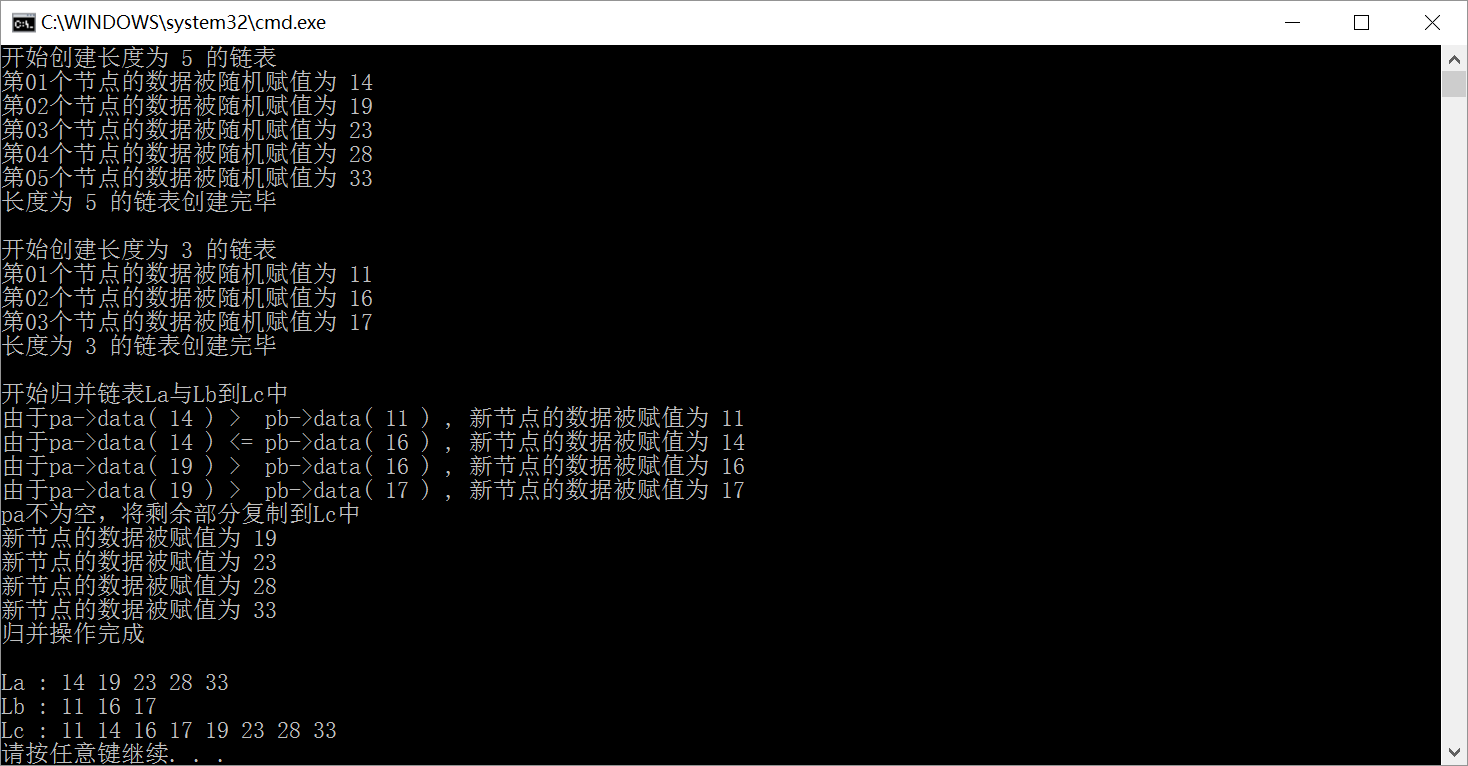 C:\WINDOWS\system32\cmd.exe
开始创建长度为 5 的链表
第01个节点的数据被随机赋值为 14
第02个节点的数据被随机赋值为 19
第03个节点的数据被随机赋值为 23
第04个节点的数据被随机赋值为 28
第05个节点的数据被随机赋值为 33
长度为 5 的链表创建完毕
开始创建长度为 3 的链表
第01个节点的数据被随机赋值为 11
第02个节点的数据被随机赋值为 16
第03个节点的数据被随机赋值为 17
长度为 3 的链表创建完毕
开始归并链表La与Lb到Lc中
由于pa->data( 14 ) >  pb->data( 11 ) , 新节点的数据被赋值为 11
由于pa->data( 14 ) <= pb->data( 16 ) , 新节点的数据被赋值为 14
由于pa->data( 19 ) >  pb->data( 16 ) , 新节点的数据被赋值为 16
由于pa->data( 19 ) >  pb->data( 17 ) , 新节点的数据被赋值为 17
pa不为空，将剩余部分复制到Lc中
新节点的数据被赋值为 19
新节点的数据被赋值为 23
新节点的数据被赋值为 28
新节点的数据被赋值为 33
归并操作完成
La : 14 19 23 28 33
Lb : 11 16 17
Lc : 11 14 16 17 19 23 28 33
请按任意键继续. . .